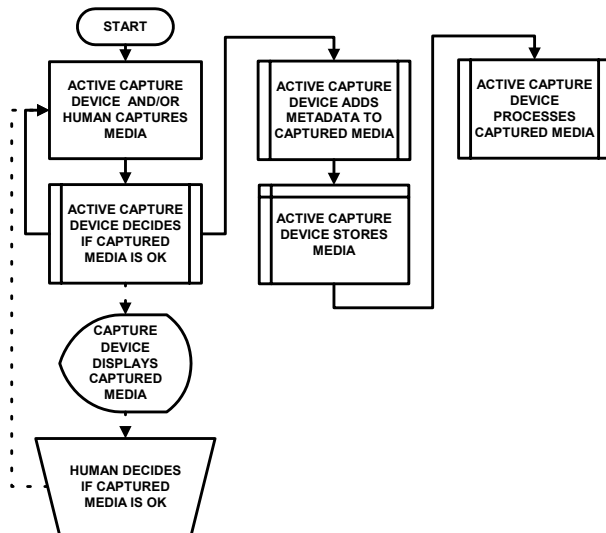 START
ACTIVE CAPTURE
DEVICE AND/OR
HUMAN CAPTURES
MEDIA
ACTIVE CAPTURE
DEVICE DECIDES
IF CAPTURED
MEDIA IS OK
CAPTURE
DEVICE
DISPLAYS
CAPTURED
MEDIA
HUMAN DECIDES
IF CAPTURED
MEDIA IS OK
ACTIVE CAPTURE
DEVICE ADDS
METADATA TO
CAPTURED MEDIA
ACTIVE CAPTURE
DEVICE STORES
MEDIA
ACTIVE CAPTURE
DEVICE
PROCESSES
CAPTURED MEDIA